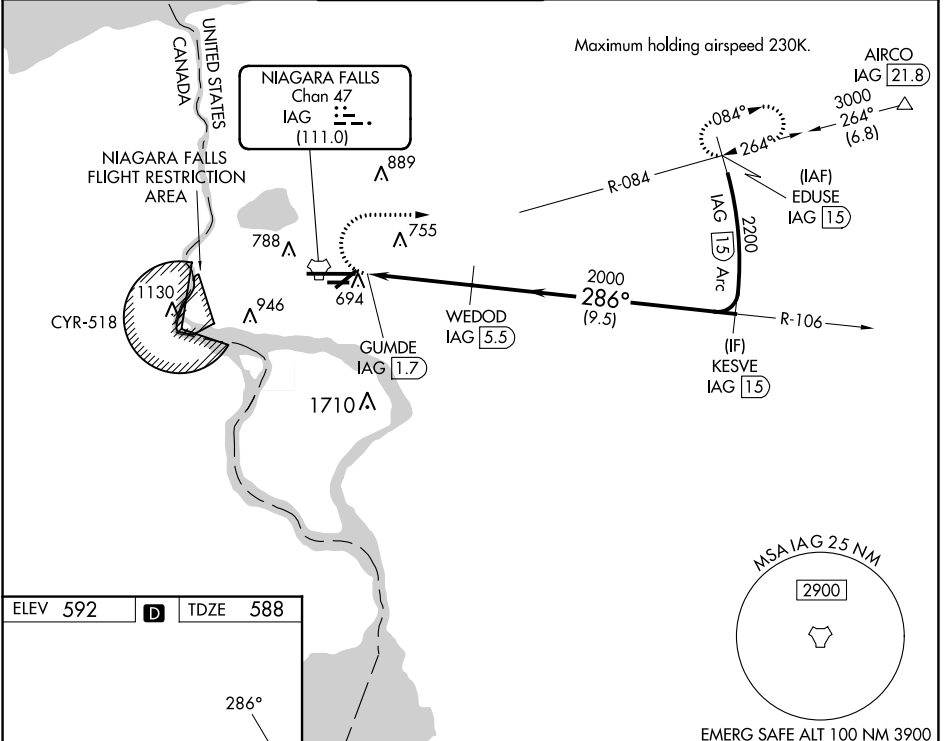 UNITED STATES
CANADA
NIAGARA FALLS
Chan 47
IAG
(111.0)
Maximum holding airspeed 230K.
AIRCO
IAG 21.8
3000
264°
(6.8)
084°
264°
R-084
(IAF)
EDUSE
IAG 15
NIAGARA FALLS
FLIGHT RESTRICTION
AREA
889
755
788
694
946
1130
CYR-518
IAG 15 Arc
2200
2000
286°
(9.5)
WEDOD
IAG 5.5
GUMDE
IAG 1.7
R-106
(IF)
KESVE
IAG 15
1710
MSA IAG 25 NM
2900
EMERG SAFE ALT 100 NM 3900
ELEV 592
D
TDZE 588
286°